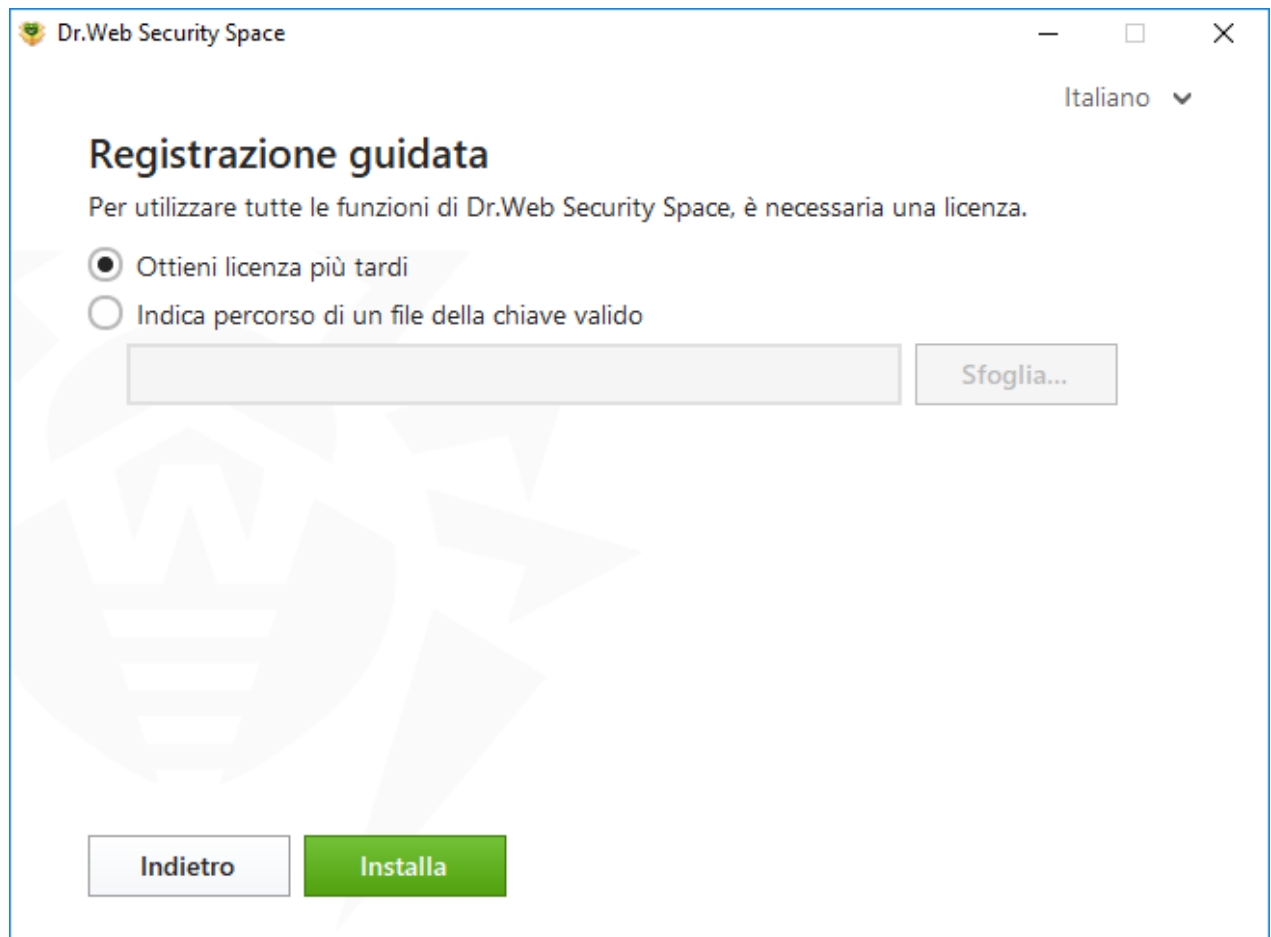 Dr.Web Security Space
Italiano
Registrazione guidata
Per utilizzare tutte le funzioni di Dr.Web Security Space, è necessaria una licenza.
Ottieni licenza più tardi
Indica percorso di un file della chiave valido
Sfoglia...
Indietro Installa